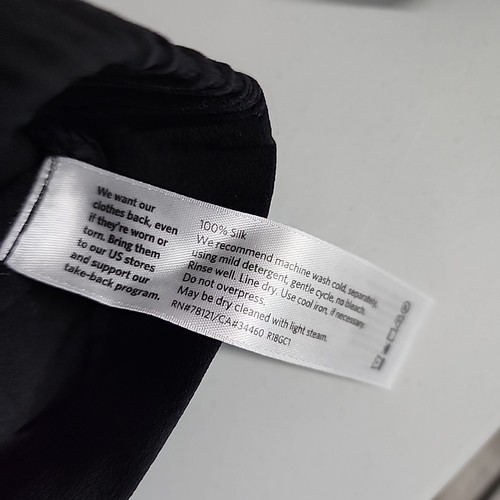 We want our
clothes back, even
if they're worn or
torn. Bring them
to our US stores
and support our
take-back program.
100% Silk
We recommend machine wash cold, separately,
using mild detergent, gentle cycle, no bleach.
Rinse well. Line dry. Use cool iron, if necessary.
Do not overpress.
May be dry cleaned with light steam.
RN#78121/CA#34460 R18GC1